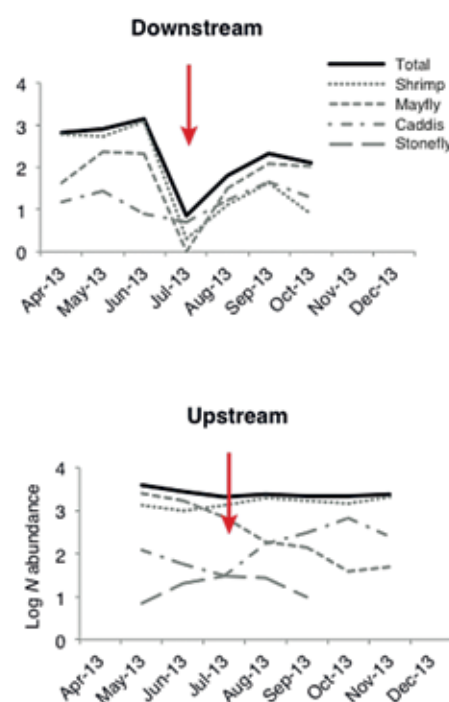 Downstream
Total
Shrimp
Mayfly
Caddis
Stonefly
4
3
2
1
0
Apr-13
May-13
Jun-13
Jul-13
Aug-13
Sep-13
Oct-13
Nov-13
Dec-13
Upstream
Log N abundance
4
3
2
1
0
Apr-13
May-13
Jun-13
Jul-13
Aug-13
Sep-13
Oct-13
Nov-13
Dec-13